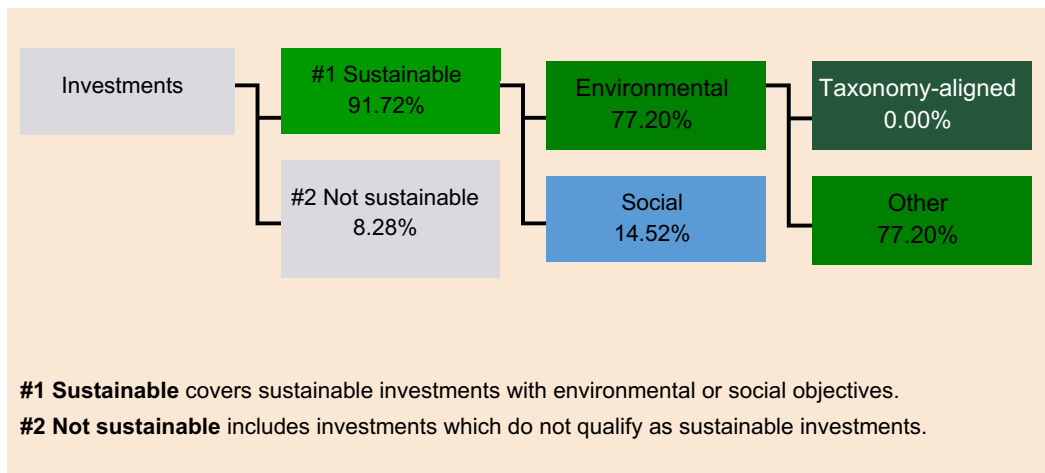 Investments
#1 Sustainable
91.72%
#2 Not sustainable
8.28%
Environmental
77.20%
Social
14.52%
Taxonomy-aligned
0.00%
Other
77.20%
#1 Sustainable covers sustainable investments with environmental or social objectives.
#2 Not sustainable includes investments which do not qualify as sustainable investments.